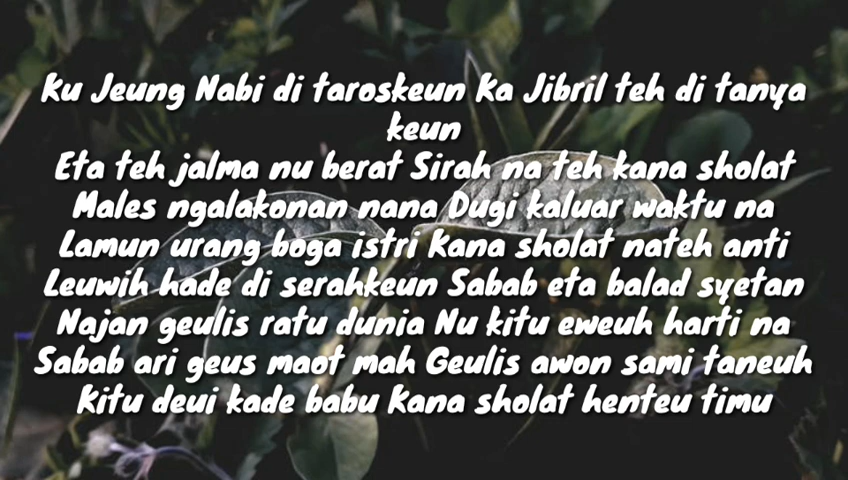 Ku Jeung Nabi di taroskeun Ka Jibril teh di tanya
keun
Eta teh jalma nu berat Sirah na teh kana sholat
Males ngalakonan nana Dugi kaluar waktu na
Lamun urang boga istri Kana sholat nateh anti
Leuwih hade di serahkeun Sabab eta balad syetan
Najan geulis ratu dunia Nu kitu eweuh harti na
Sabab ari geus maot mah Geulis awon sami taneuh
Kitu deui kade babu Kana sholat henteu timu